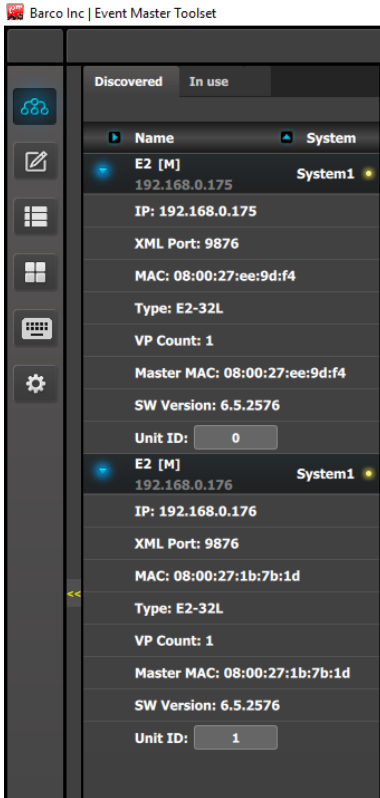 Barco Inc | Event Master Toolset
Discovered In use
Name System
E2 [M]
192.168.0.175
System1
IP: 192.168.0.175
XML Port: 9876
MAC: 08:00:27:ee:9d:f4
Type: E2-32L
VP Count: 1
Master MAC: 08:00:27:ee:9d:f4
SW Version: 6.5.2576
Unit ID: 0
E2 [M]
192.168.0.176
System1
IP: 192.168.0.176
XML Port: 9876
MAC: 08:00:27:1b:7b:1d
<<
Type: E2-32L
VP Count: 1
Master MAC: 08:00:27:1b:7b:1d
SW Version: 6.5.2576
Unit ID: 1